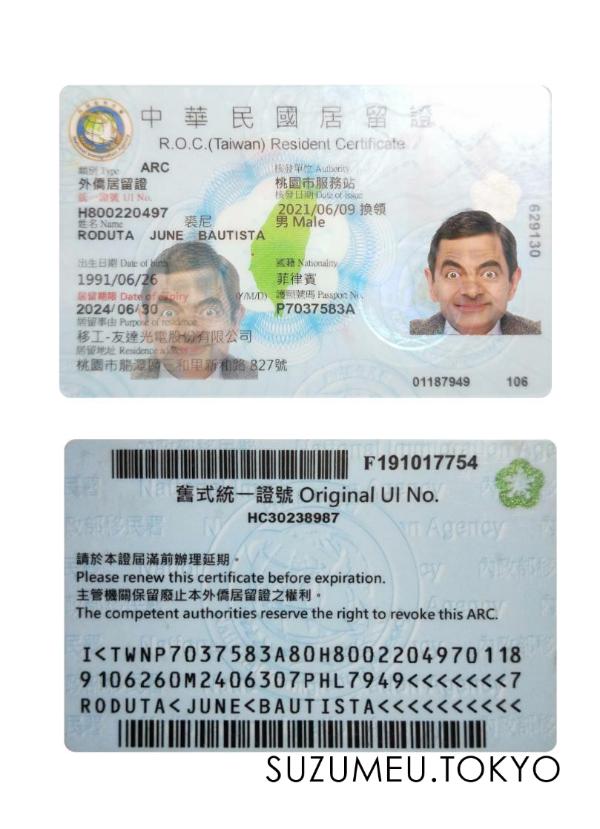 中華民國居留證
R.O.C.(Taiwan) Resident Certificate
類別 Type ARC
外僑居留證
統一證號 UI No.
H800220497
姓名 Name 裘尼
RODUTA JUNE BAUTISTA
核發單位 Authority
桃園市服務站
核發日期 Date of Issue
2021/06/09 換領
男 Male
出生日期 Date of birth
1991/06/26
居留期限 Date of expiry (Y/M/D)
2024/06/30
國籍 Nationality
菲律賓
護照號碼 Passport No.
P7037583A
居留事由 Purpose of residence
移工-友達光電股份有限公司
居留地址 Residence address
桃園市龍潭區三和里新和路 827號
629130
01187949 106
F191017754
舊式統一證號 Original UI No.
HC30238987
請於本證屆滿前辦理延期。
Please renew this certificate before expiration.
主管機關保留廢止本外僑居留證之權利。
The competent authorities reserve the right to revoke this ARC.
I<TWNP7037583A80H8002204970118
9106260M2406307PHL7949<<<<<<<7
RODUTA<JUNE<BAUTISTA<<<<<<<<<<
SUZUMEU.TOKYO